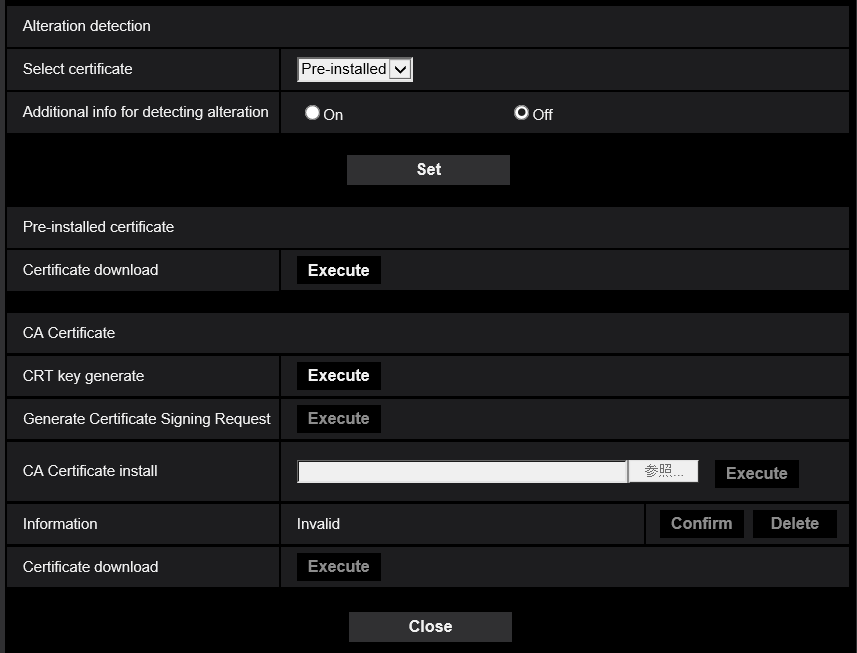 Alteration detection
Select certificate Pre-installed
Additional info for detecting alteration On Off
Set
Pre-installed certificate
Certificate download Execute
CA Certificate
CRT key generate Execute
Generate Certificate Signing Request Execute
CA Certificate install 参照... Execute
Information Invalid Confirm Delete
Certificate download Execute
Close